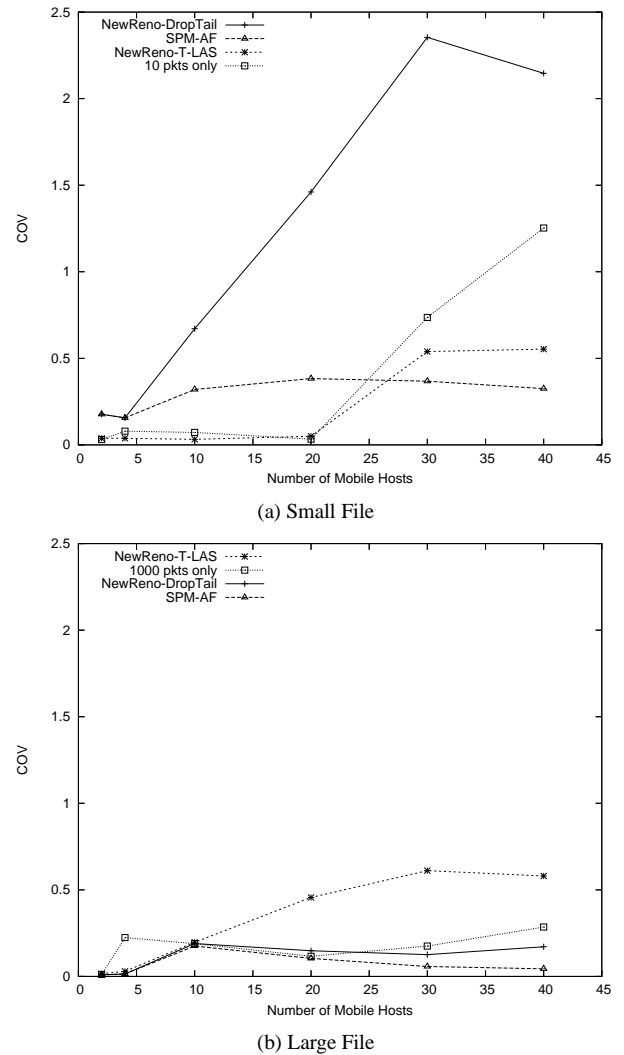 2.5
2
1.5
1
0.5
0
COV
NewReno-DropTail
SPM-AF
NewReno-T-LAS
10 pkts only
0 5 10 15 20 25 30 35 40 45
Number of Mobile Hosts
(a) Small File
2.5
2
1.5
1
0.5
0
COV
NewReno-T-LAS
1000 pkts only
NewReno-DropTail
SPM-AF
0 5 10 15 20 25 30 35 40 45
Number of Mobile Hosts
(b) Large File